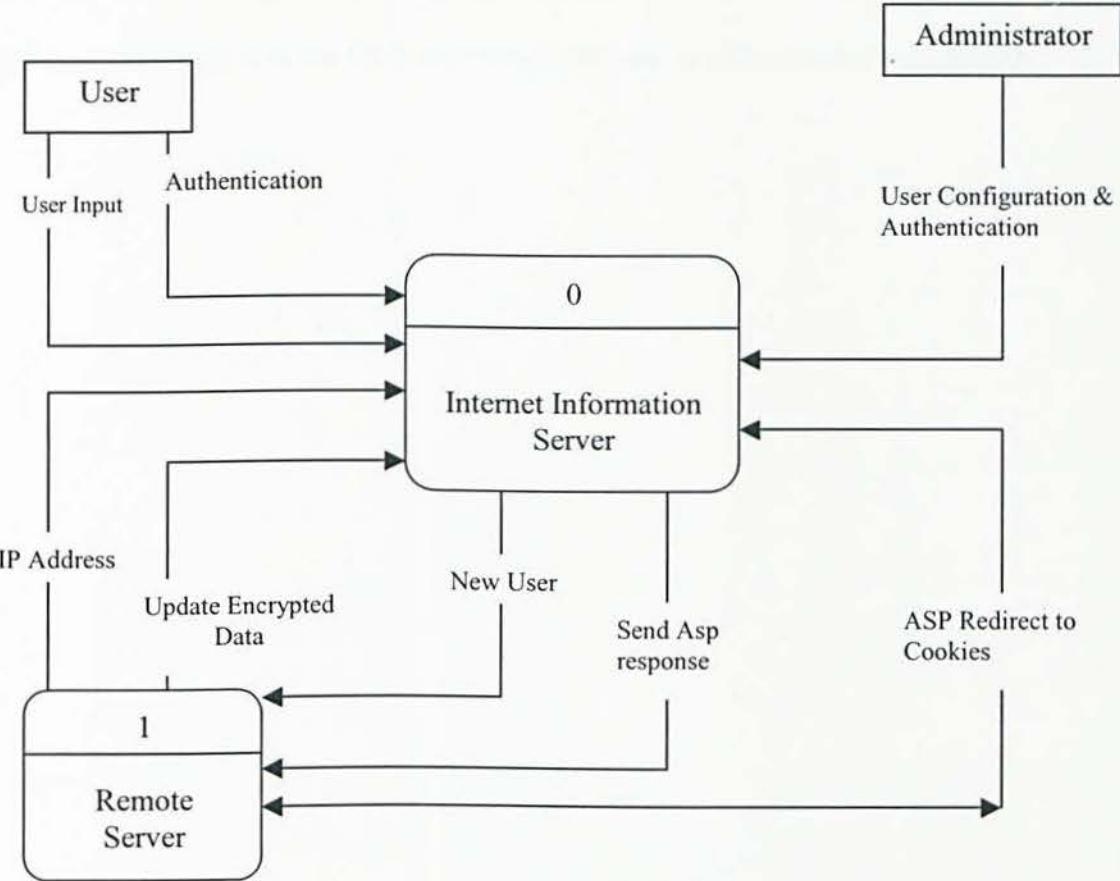 Administrator
User
Authentication
User Input
User Configuration &
Authentication
0
Internet Information
Server
IP Address
New User
Update Encrypted
Data
Send Asp
response
ASP Redirect to
Cookies
1
Remote
Server